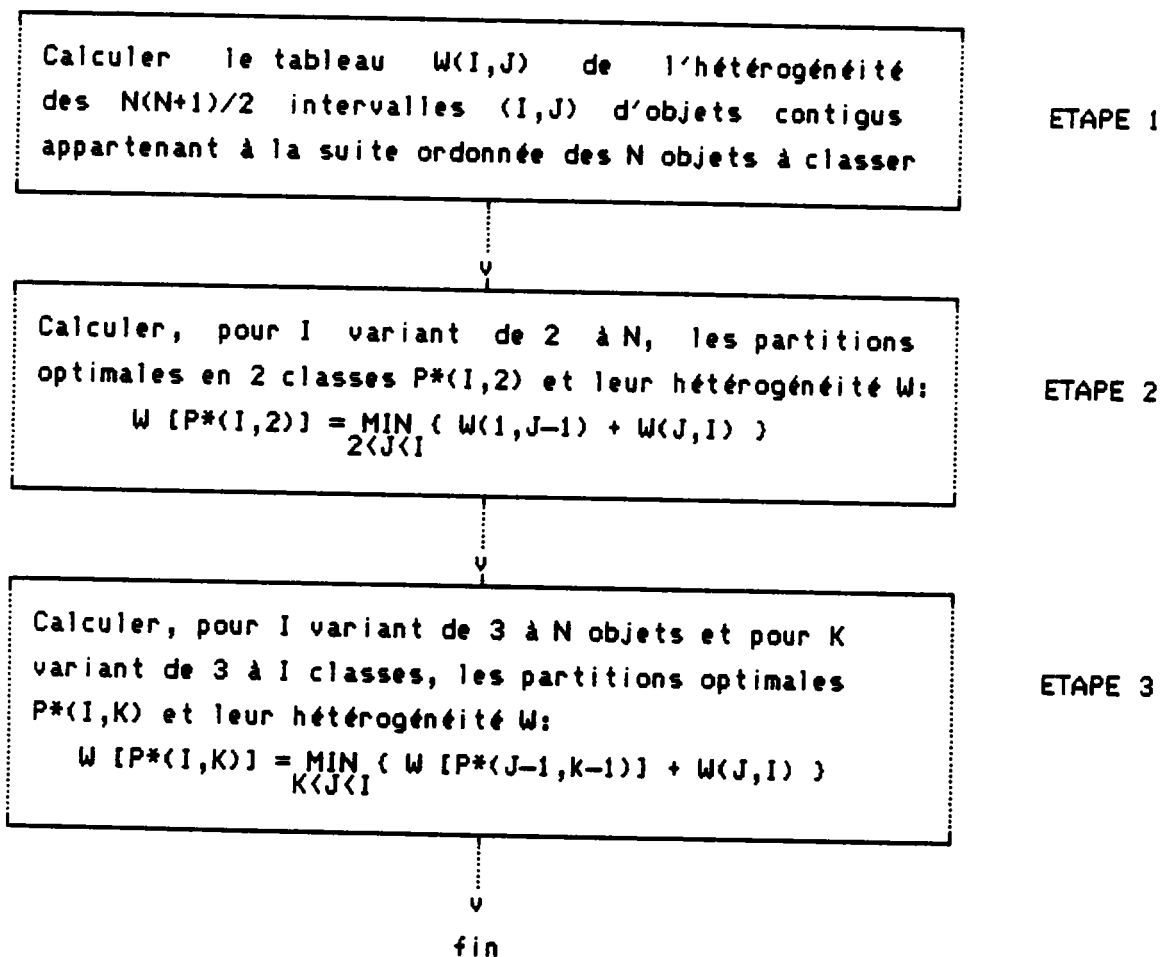 Calculer le tableau W(I,J) de l'hétérogénéité
des N(N+1)/2 intervalles (I,J) d'objets contigus
appartenant à la suite ordonnée des N objets à classer
ETAPE 1
v
Calculer, pour I variant de 2 à N, les partitions
optimales en 2 classes P*(I,2) et leur hétérogénéité W:
W [P*(I,2)] = MIN { W(1,J-1) + W(J,I) }
2<J<I
ETAPE 2
v
Calculer, pour I variant de 3 à N objets et pour K
variant de 3 à I classes, les partitions optimales
P*(I,K) et leur hétérogénéité W:
W [P*(I,K)] = MIN { W [P*(J-1,K-1)] + W(J,I) }
K<J<I
ETAPE 3
v
fin